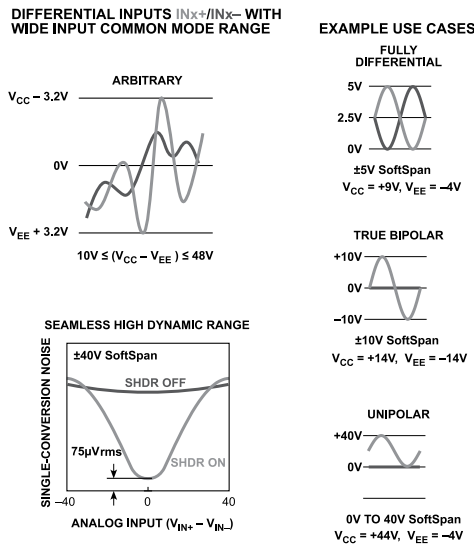 DIFFERENTIAL INPUTS INx+/INx– WITH
WIDE INPUT COMMON MODE RANGE
ARBITRARY
VCC – 3.2V
0V
VEE + 3.2V
10V ≤ (VCC – VEE ) ≤ 48V
SEAMLESS HIGH DYNAMIC RANGE
SINGLE-CONVERSION NOISE
±40V SoftSpan
SHDR OFF
75µVrms
SHDR ON
–40
0
40
ANALOG INPUT (VIN+ – VIN–)
EXAMPLE USE CASES
FULLY
DIFFERENTIAL
5V
2.5V
0V
±5V SoftSpan
VCC = +9V, VEE = –4V
TRUE BIPOLAR
+10V
0V
–10V
±10V SoftSpan
VCC = +14V, VEE = –14V
UNIPOLAR
+40V
0V
0V TO 40V SoftSpan
VCC = +44V, VEE = –4V